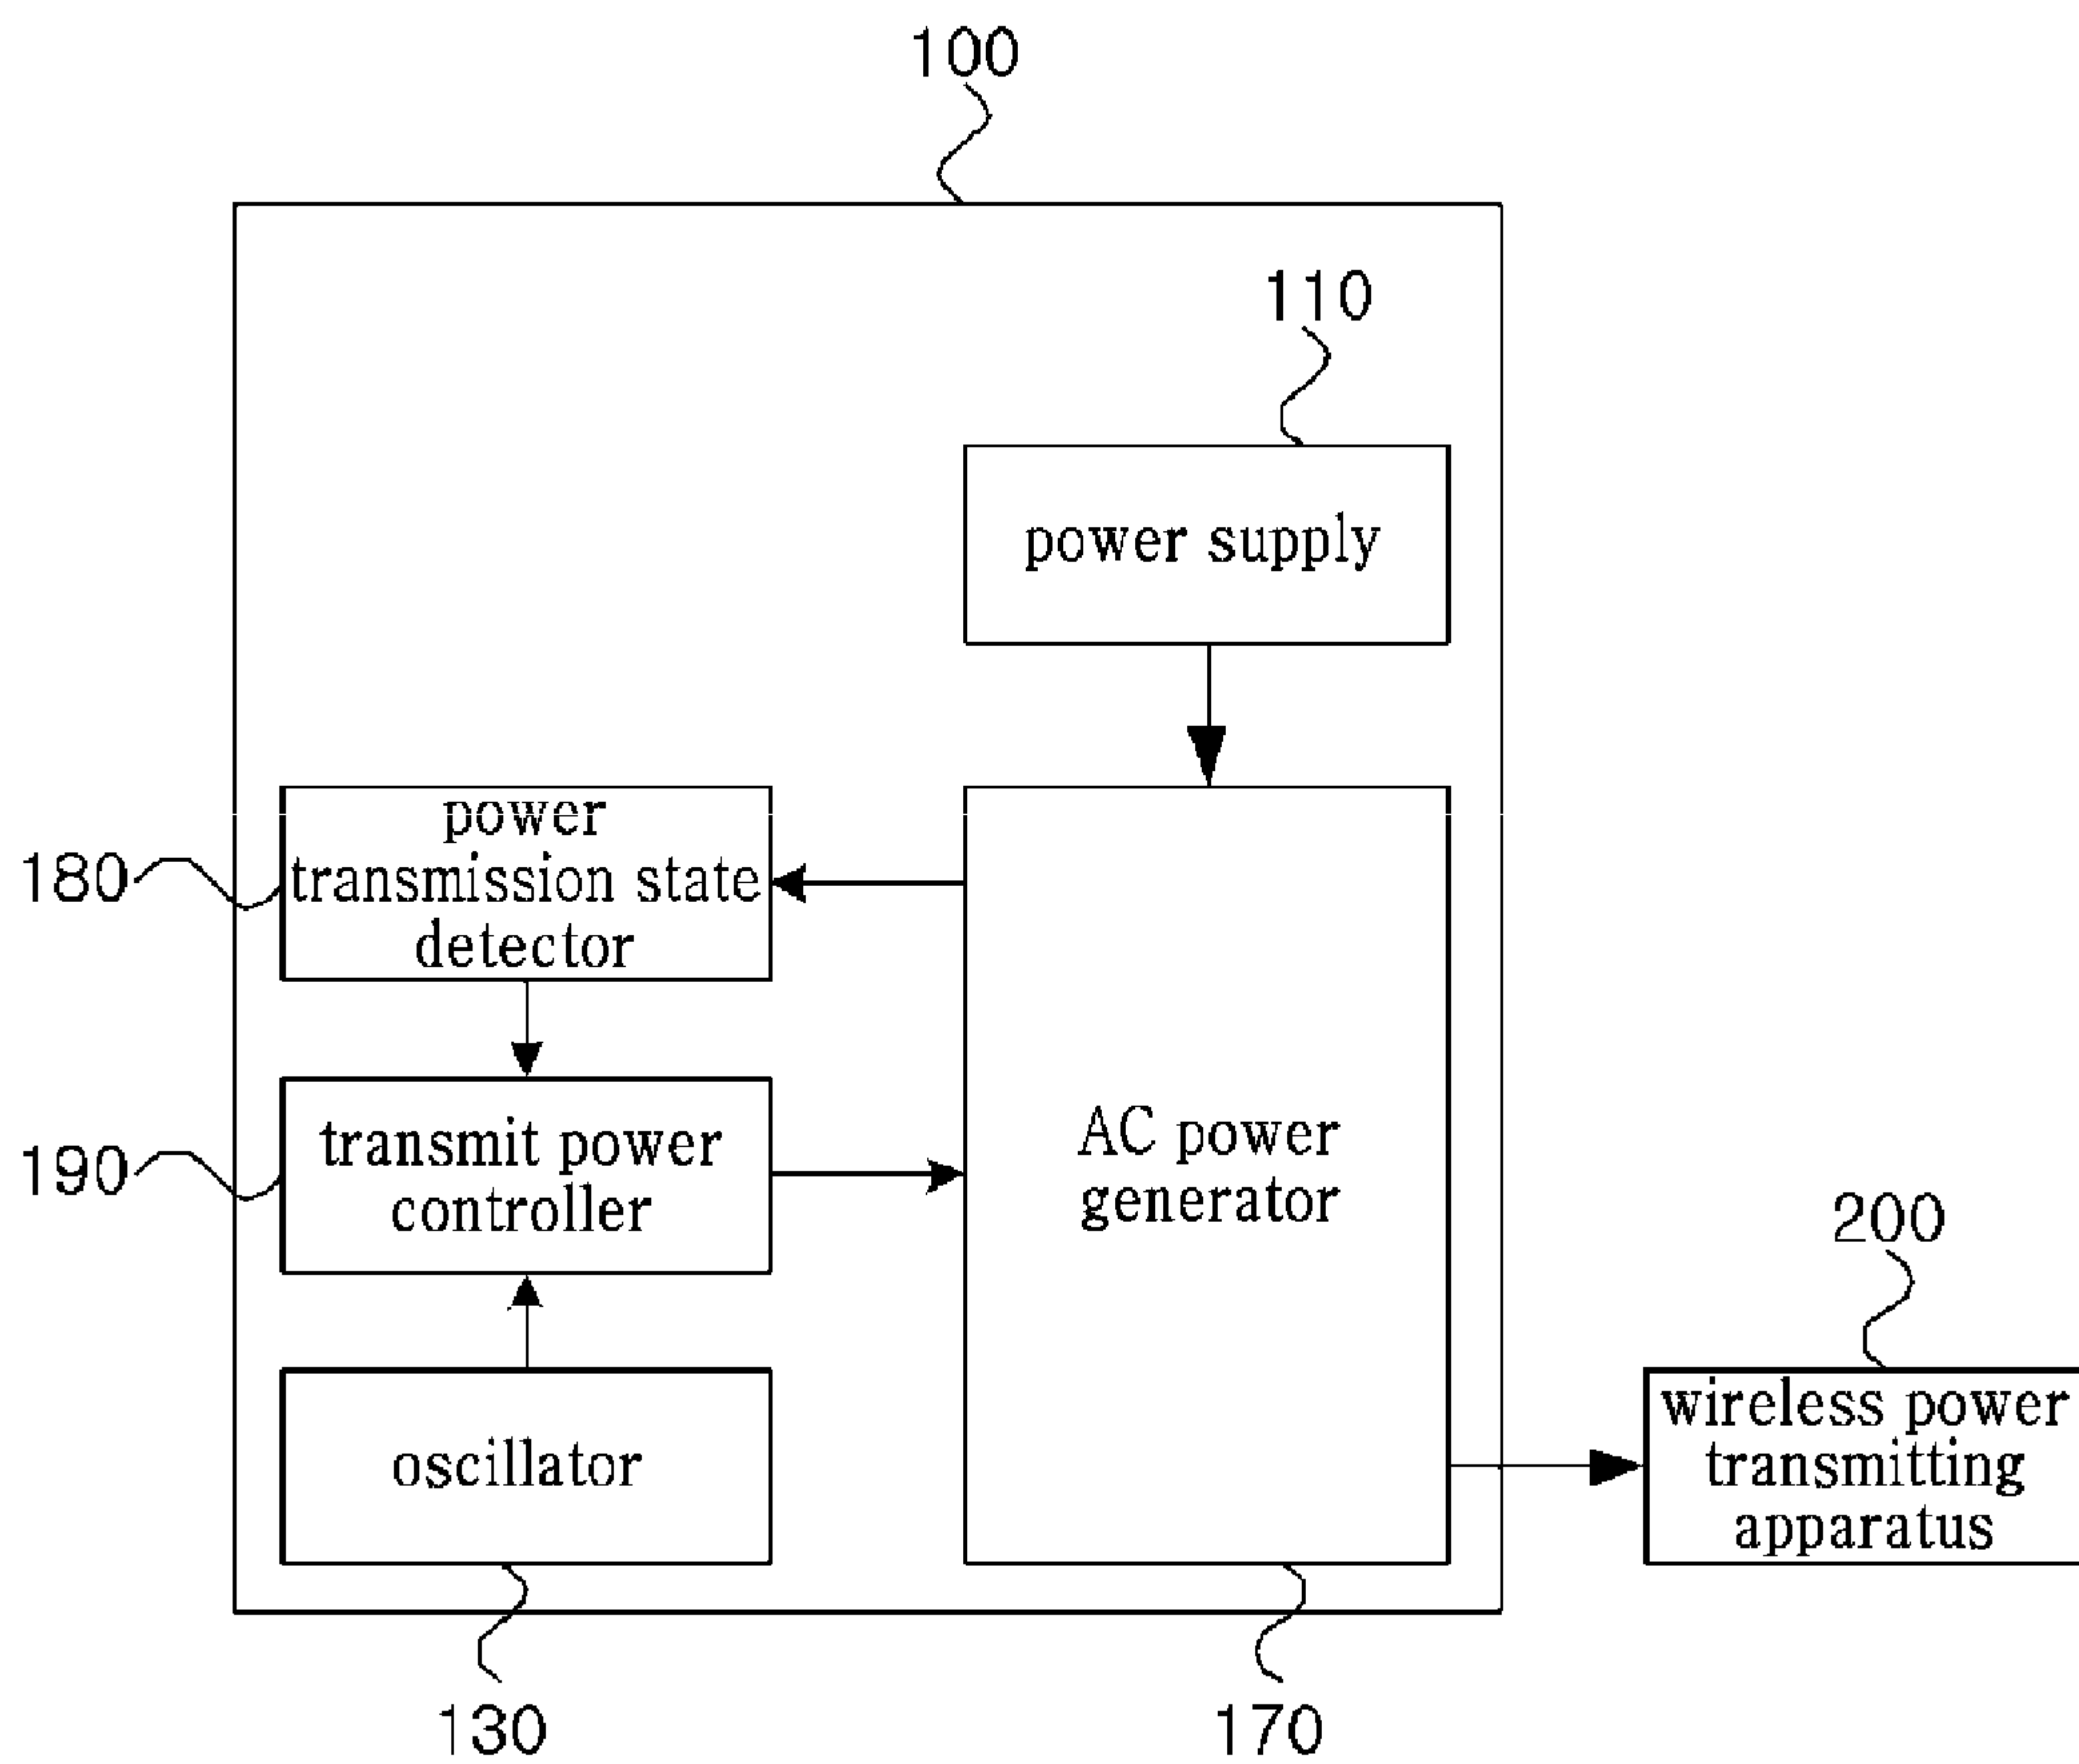 100
110
power supply
power
transmission state
detector
180
transmit power
controller
190
AC power
generator
200
wireless power
transmitting
apparatus
oscillator
130
170